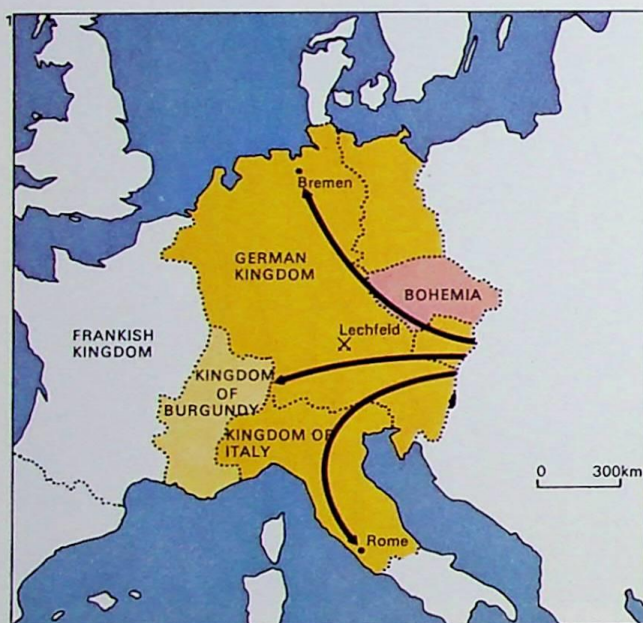 1
Bremen
GERMAN
KINGDOM
BOHEMIA
Lechfeld
FRANKISH
KINGDOM
KINGDOM
OF
BURGUNDY
KINGDOM OF
ITALY
0 300km
Rome